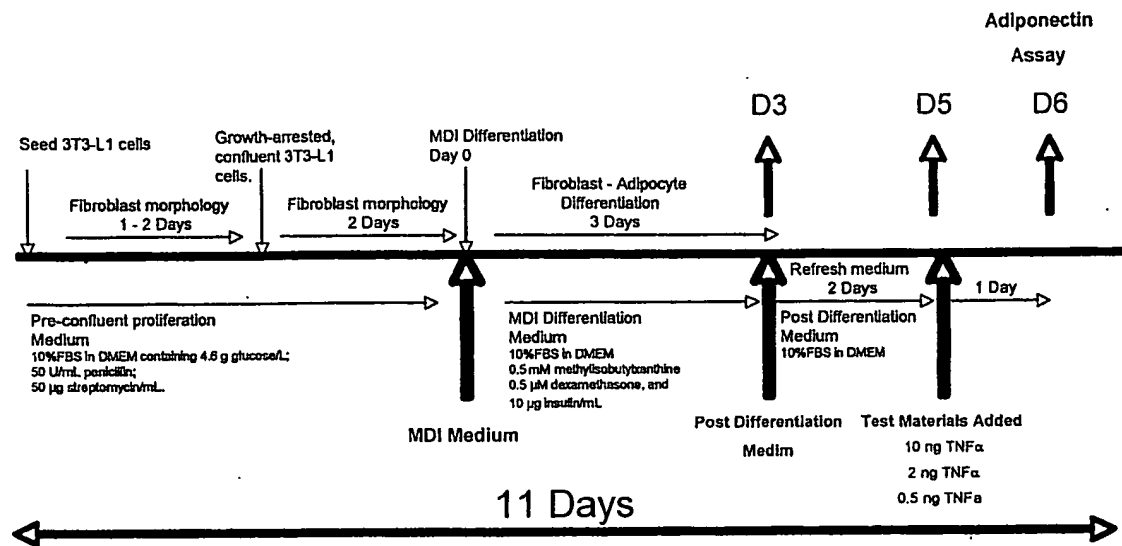 Adiponectin
Assay
D3
D5
D6
Seed 3T3-L1 cells
Growth-arrested,
confluent 3T3-L1
cells.
MDI Differentiation
Day 0
Fibroblast morphology
1 - 2 Days
Fibroblast morphology
2 Days
Fibroblast - Adipocyte
Differentiation
3 Days
Refresh medium
2 Days
1 Day
Pre-confluent proliferation
Medium
10%FBS in DMEM containing 4.6 g glucose/L;
50 U/mL penicillin;
50 µg streptomycin/mL.
MDI Differentiation
Medium
10%FBS in DMEM
0.5 mM methylisobutylxanthine
0.5 µM dexamethasone, and
10 µg insulin/mL
Post Differentiation
Medium
10%FBS in DMEM
MDI Medium
Post Differentiation
Medim
Test Materials Added
10 ng TNFα
2 ng TNFα
0.5 ng TNFa
11 Days